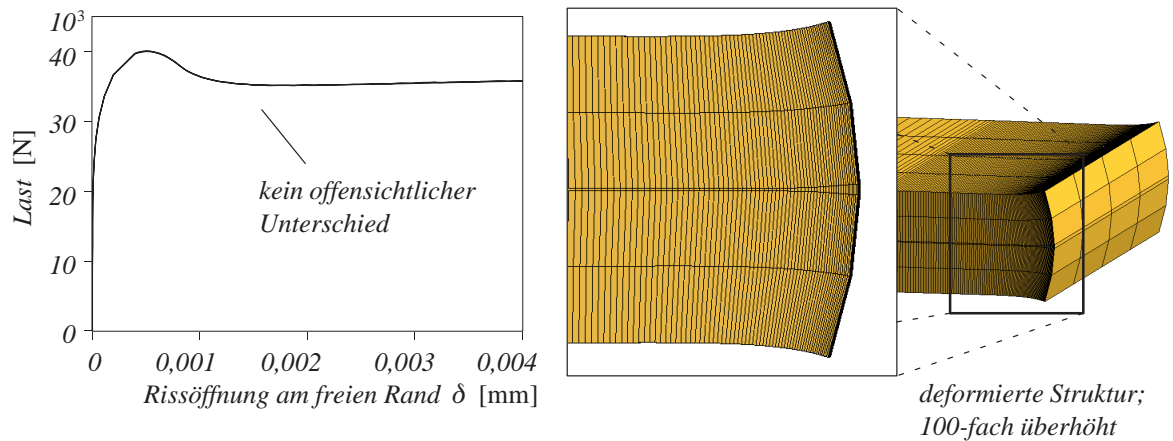 10³
40
30
20
10
0
Last [N]
kein offensichtlicher
Unterschied
0 0,001 0,002 0,003 0,004
Rissöffnung am freien Rand δ [mm]
deformierte Struktur;
100-fach überhöht